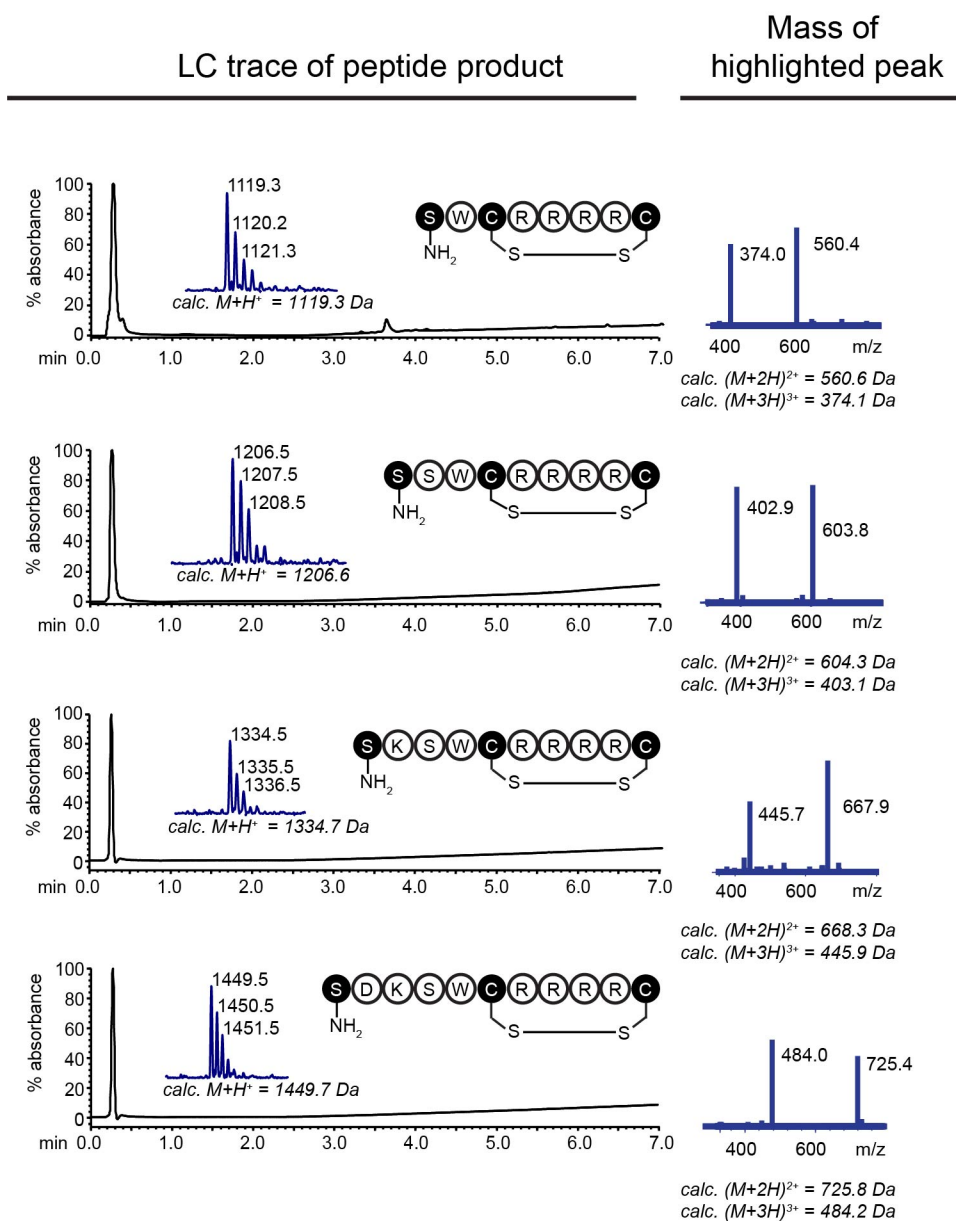 LC trace of peptide product
Mass of
highlighted peak
% absorbance
100
80
60
40
20
0
1119.3
1120.2
1121.3
calc. M+H⁺ = 1119.3 Da
S W C R R R R C
NH₂
S S
min 0.0 1.0 2.0 3.0 4.0 5.0 6.0 7.0
374.0
560.4
400 600 m/z
calc. (M+2H)²⁺ = 560.6 Da
calc. (M+3H)³⁺ = 374.1 Da
% absorbance
100
80
60
40
20
0
1206.5
1207.5
1208.5
calc. M+H⁺ = 1206.6
S S W C R R R R C
NH₂
S S
min 0.0 1.0 2.0 3.0 4.0 5.0 6.0 7.0
402.9
603.8
400 600 m/z
calc. (M+2H)²⁺ = 604.3 Da
calc. (M+3H)³⁺ = 403.1 Da
% absorbance
100
80
60
40
20
0
1334.5
1335.5
1336.5
calc. M+H⁺ = 1334.7 Da
S K S W C R R R R C
NH₂
S S
min 0.0 1.0 2.0 3.0 4.0 5.0 6.0 7.0
445.7
667.9
400 600 m/z
calc. (M+2H)²⁺ = 668.3 Da
calc. (M+3H)³⁺ = 445.9 Da
% absorbance
100
80
60
40
20
0
1449.5
1450.5
1451.5
calc. M+H⁺ = 1449.7 Da
S D K S W C R R R R C
NH₂
S S
min 0.0 1.0 2.0 3.0 4.0 5.0 6.0 7.0
484.0
725.4
400 600 m/z
calc. (M+2H)²⁺ = 725.8 Da
calc. (M+3H)³⁺ = 484.2 Da